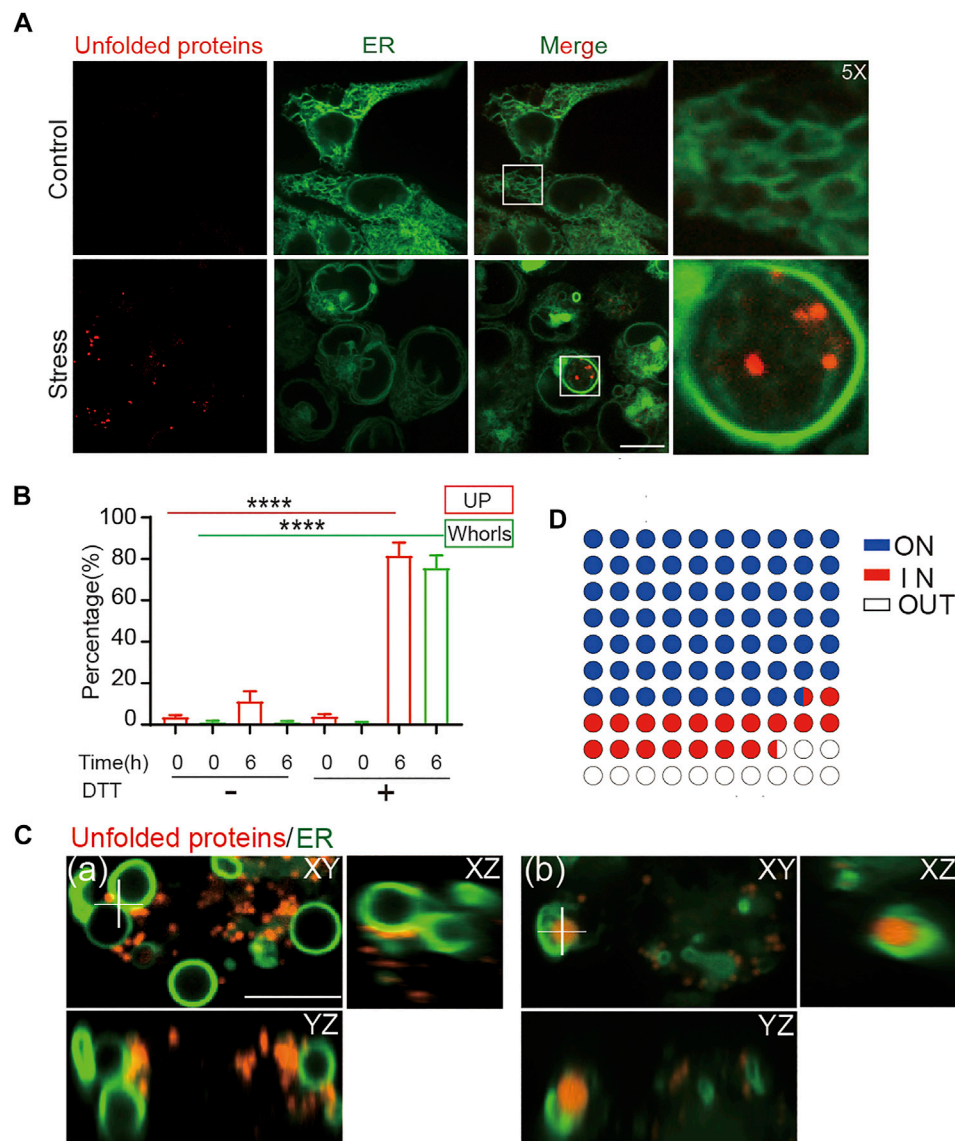 A
Unfolded proteins ER Merge
5X
Control
Stress
B
UP
Whorls
****
****
Percentage(%)
100
80
60
40
20
0
Time(h) 0 0 6 6 0 0 6 6
DTT - +
D
ON
IN
OUT
C
Unfolded proteins/ER
(a) XY XZ
YZ
(b) XY XZ
YZ